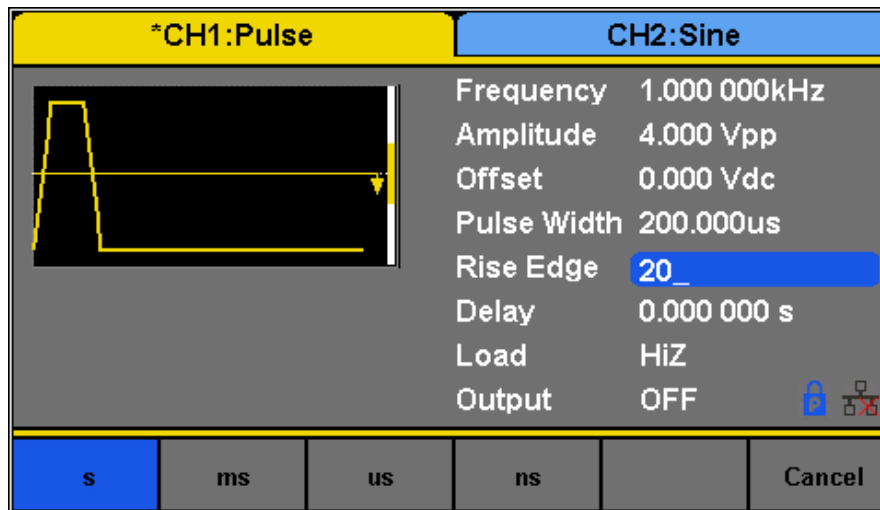 *CH1:Pulse
CH2:Sine
Frequency 1.000 000kHz
Amplitude 4.000 Vpp
Offset 0.000 Vdc
Pulse Width 200.000us
Rise Edge 20_
Delay 0.000 000 s
Load HiZ
Output OFF
P
s ms us ns Cancel